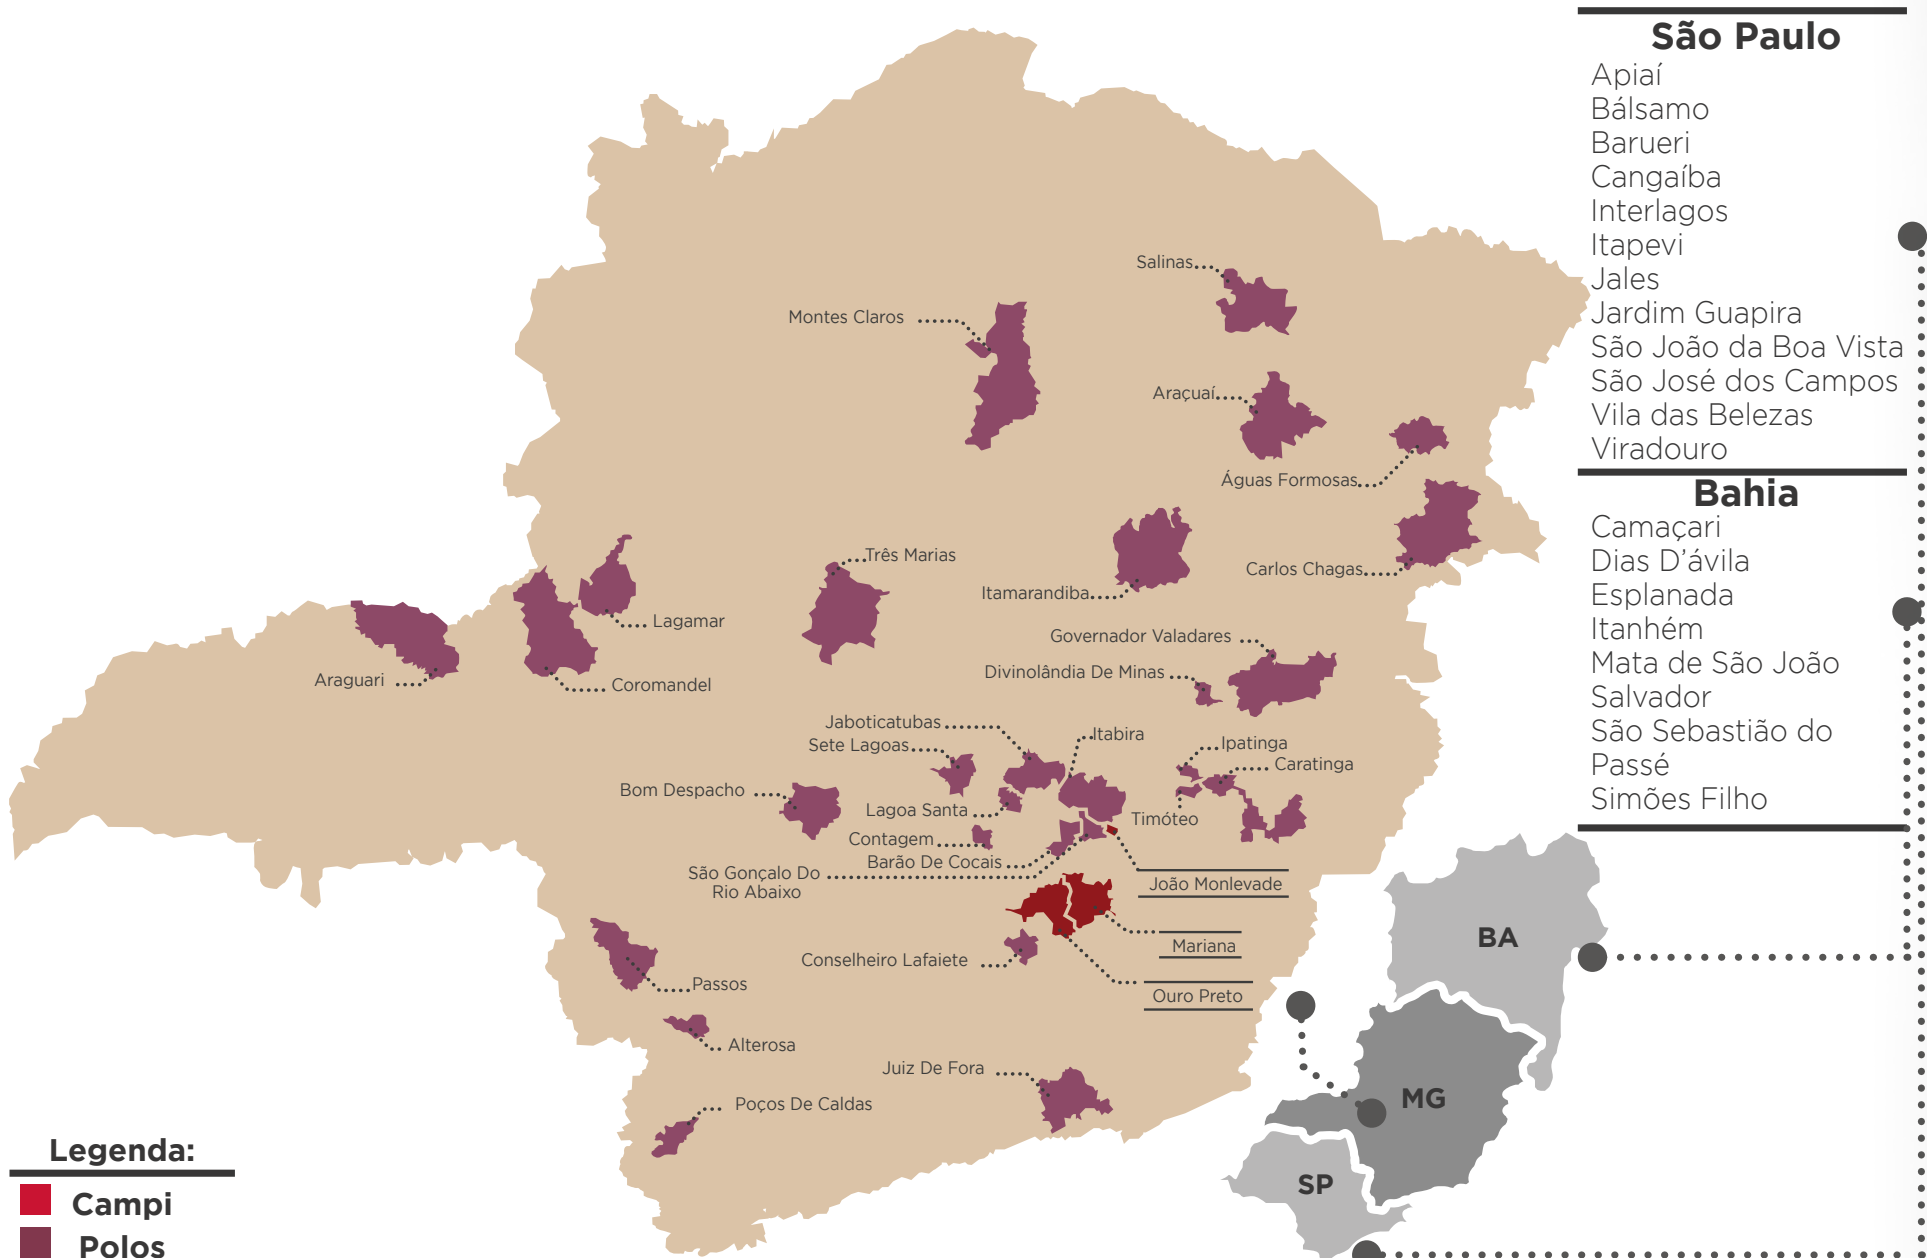 São Paulo
Apiaí
Bálsamo
Barueri
Cangaíba
Interlagos
Itapevi
Jales
Jardim Guapira
São João da Boa Vista
São José dos Campos
Vila das Belezas
Viradouro
Bahia
Camaçari
Dias D’ávila
Esplanada
Itanhém
Mata de São João
Salvador
São Sebastião do
Passé
Simões Filho
Salinas
Montes Claros
Araçuaí
Águas Formosas
Três Marias
Carlos Chagas
Itamarandiba
Lagamar
Governador Valadares
Divinolândia De Minas
Araguari
Coromandel
Jaboticatubas
Itabira
Sete Lagoas
Ipatinga
Caratinga
Bom Despacho
Lagoa Santa
Timóteo
Contagem
Barão De Cocais
São Gonçalo Do
Rio Abaixo
João Monlevade
Mariana
Conselheiro Lafaiete
Passos
Ouro Preto
Alterosa
Juiz De Fora
Poços De Caldas
BA
MG
SP
Legenda:
Campi
Polos